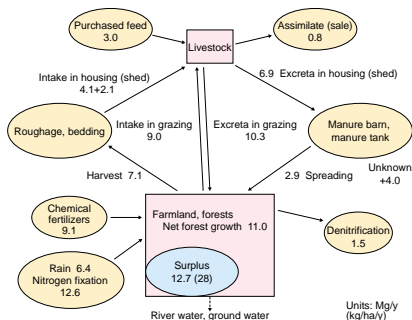 Purchased feed
3.0
Assimilate (sale)
0.8
Livestock
Intake in housing (shed)
4.1+2.1
6.9 Excreta in housing (shed)
Roughage, bedding
Intake in grazing
9.0
Excreta in grazing
10.3
Manure barn,
manure tank
Harvest 7.1
2.9 Spreading
Unknown
+4.0
Chemical
fertilizers
9.1
Farmland, forests
Net forest growth 11.0
Denitrification
1.5
Rain 6.4
Nitrogen fixation
12.6
Surplus
12.7 (28)
River water, ground water
Units: Mg/y
(kg/ha/y)